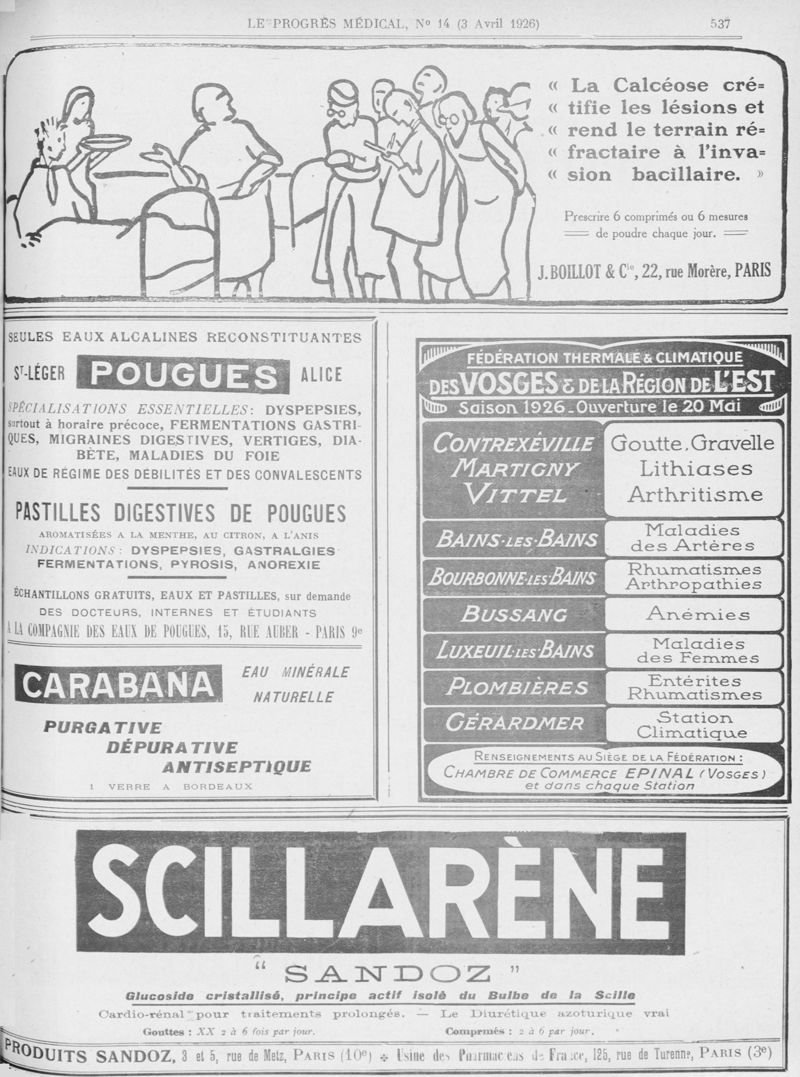 LE PROGRÈS MÉDICAL, No 14 (3 Avril 1926)
537
« La Calcéose cré=
« tifie les lésions et
« rend le terrain ré=
« fractaire à l'inva=
« sion bacillaire. »
Prescrire 6 comprimés ou 6 mesures
de poudre chaque jour.
J. BOILLOT & Cie, 22, rue Morère, PARIS
SEULES EAUX ALCALINES RECONSTITUANTES
ST-LÉGER POUGUES ALICE
SPÉCIALISATIONS ESSENTIELLES: DYSPEPSIES,
surtout à horaire précoce, FERMENTATIONS GASTRI-
QUES, MIGRAINES DIGESTIVES, VERTIGES, DIA-
BÈTE, MALADIES DU FOIE
EAUX DE RÉGIME DES DÉBILITÉS ET DES CONVALESCENTS
PASTILLES DIGESTIVES DE POUGUES
AROMATISÉES A LA MENTHE, AU CITRON, A L'ANIS
INDICATIONS: DYSPEPSIES, GASTRALGIES
FERMENTATIONS, PYROSIS, ANOREXIE
ÉCHANTILLONS GRATUITS, EAUX ET PASTILLES, sur demande
DES DOCTEURS, INTERNES ET ÉTUDIANTS
A LA COMPAGNIE DES EAUX DE POUGUES, 15, RUE AUBER - PARIS 9e
CARABANA
EAU MINÉRALE
NATURELLE
PURGATIVE
DÉPURATIVE
ANTISEPTIQUE
1 VERRE A BORDEAUX
FÉDÉRATION THERMALE & CLIMATIQUE
DES VOSGES & DE LA RÉGION DE L'EST
Saison 1926_Ouverture le 20 Mai
CONTREXÉVILLE
MARTIGNY
VITTEL
Goutte.Gravelle
Lithiases
Arthritisme
BAINS-LES-BAINS
Maladies
des Artères
BOURBONNE-LES-BAINS
Rhumatismes
Arthropathies
BUSSANG
Anémies
LUXEUIL-LES-BAINS
Maladies
des Femmes
PLOMBIÈRES
Entérites
Rhumatismes
GÉRARDMER
Station
Climatique
RENSEIGNEMENTS AU SIÈGE DE LA FÉDÉRATION:
CHAMBRE DE COMMERCE EPINAL (VOSGES)
et dans chaque Station
SCILLARÈNE
" SANDOZ "
Glucoside cristallisé, principe actif isolé du Bulbe de la Scille
Cardio-rénal pour traitements prolongés. — Le Diurétique azoturique vrai
Gouttes : XX 2 à 6 fois par jour.
Comprmés : 2 à 6 par jour.
PRODUITS SANDOZ, 3 et 5, rue de Metz, PARIS (10e) Usine des Pharmaciens de France, 125, rue de Turenne, PARIS (3e)